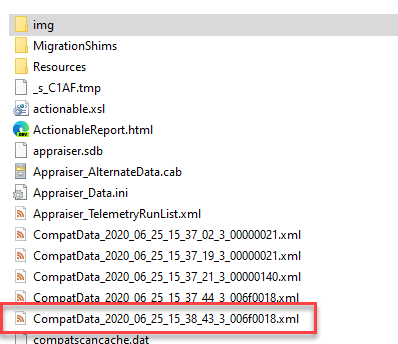 img
MigrationShims
Resources
_s_C1AF.tmp
actionable.xsl
ActionableReport.html
appraiser.sdb
Appraiser_AlternateData.cab
Appraiser_Data.ini
Appraiser_TelemetryRunList.xml
CompatData_2020_06_25_15_37_02_3_00000021.xml
CompatData_2020_06_25_15_37_19_3_00000021.xml
CompatData_2020_06_25_15_37_21_3_00000140.xml
CompatData_2020_06_25_15_37_44_3_006f0018.xml
CompatData_2020_06_25_15_38_43_3_006f0018.xml
compatscancache.dat